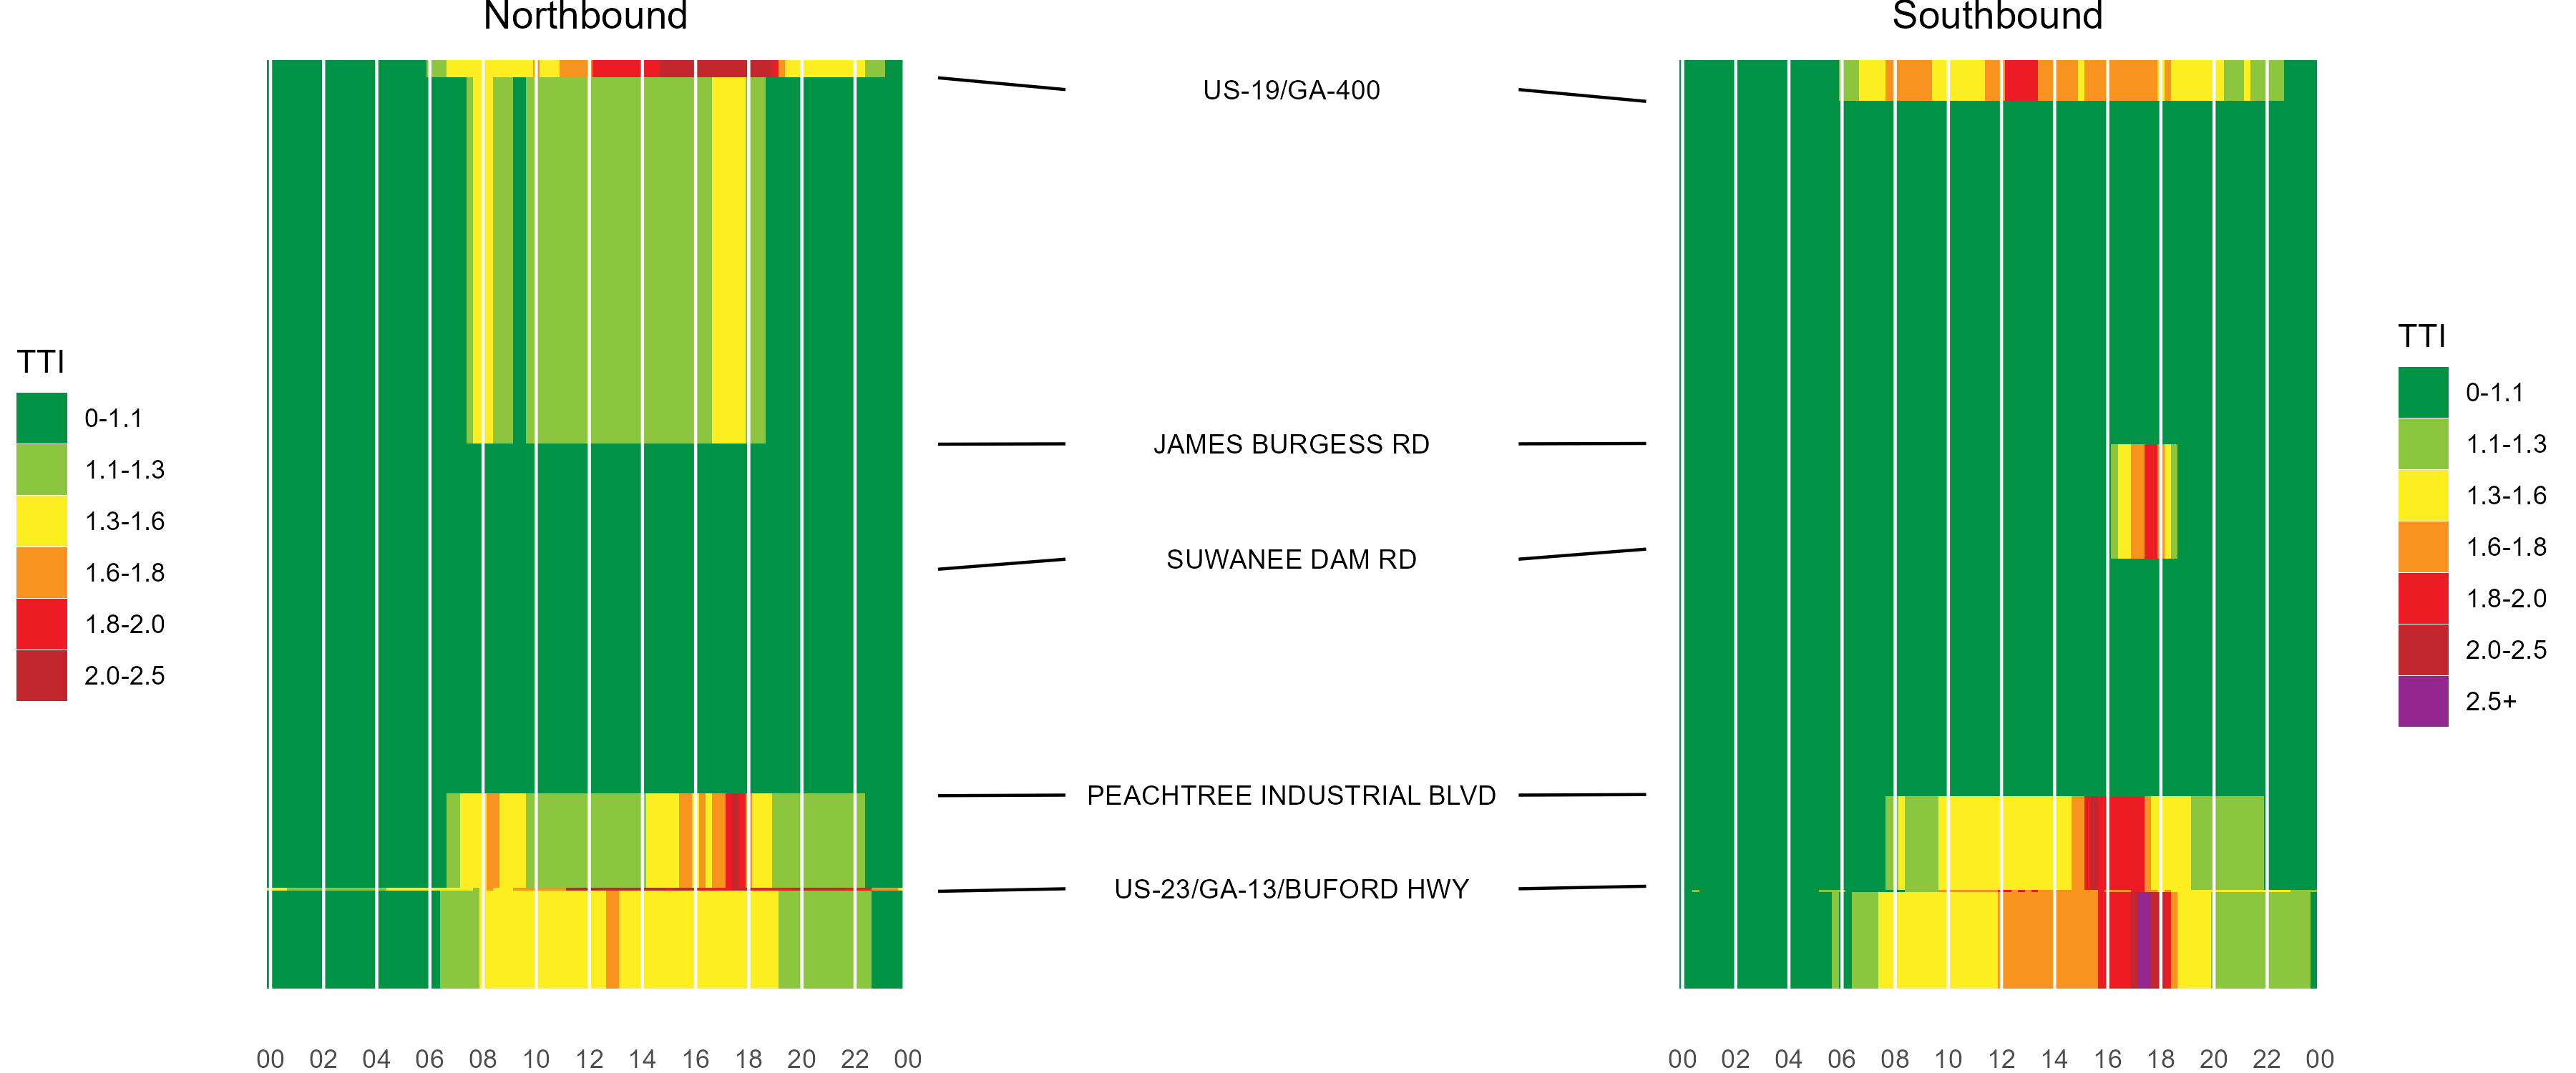 Northbound
Southbound
US-19/GA-400
JAMES BURGESS RD
SUWANEE DAM RD
PEACHTREE INDUSTRIAL BLVD
US-23/GA-13/BUFORD HWY
TTI
0-1.1
1.1-1.3
1.3-1.6
1.6-1.8
1.8-2.0
2.0-2.5
TTI
0-1.1
1.1-1.3
1.3-1.6
1.6-1.8
1.8-2.0
2.0-2.5
2.5+
00 02 04 06 08 10 12 14 16 18 20 22 00
00 02 04 06 08 10 12 14 16 18 20 22 00